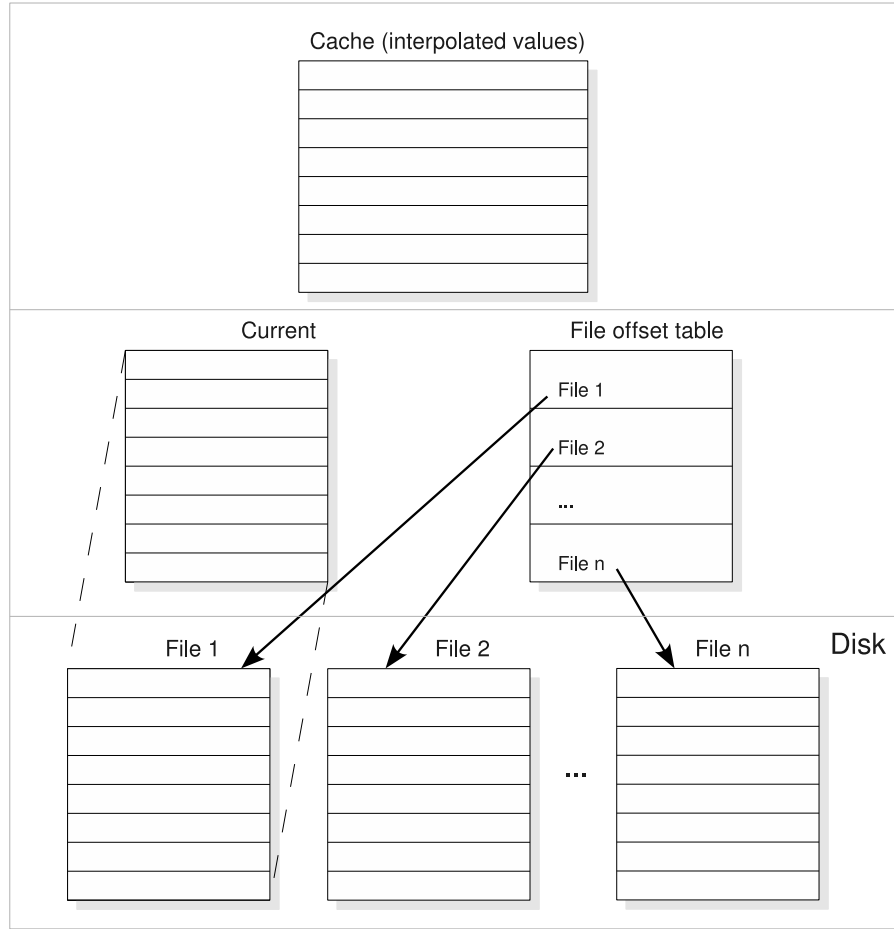 Cache (interpolated values)
Current
File offset table
File 1
File 2
...
File n
Disk
File 1
File 2
File n
...